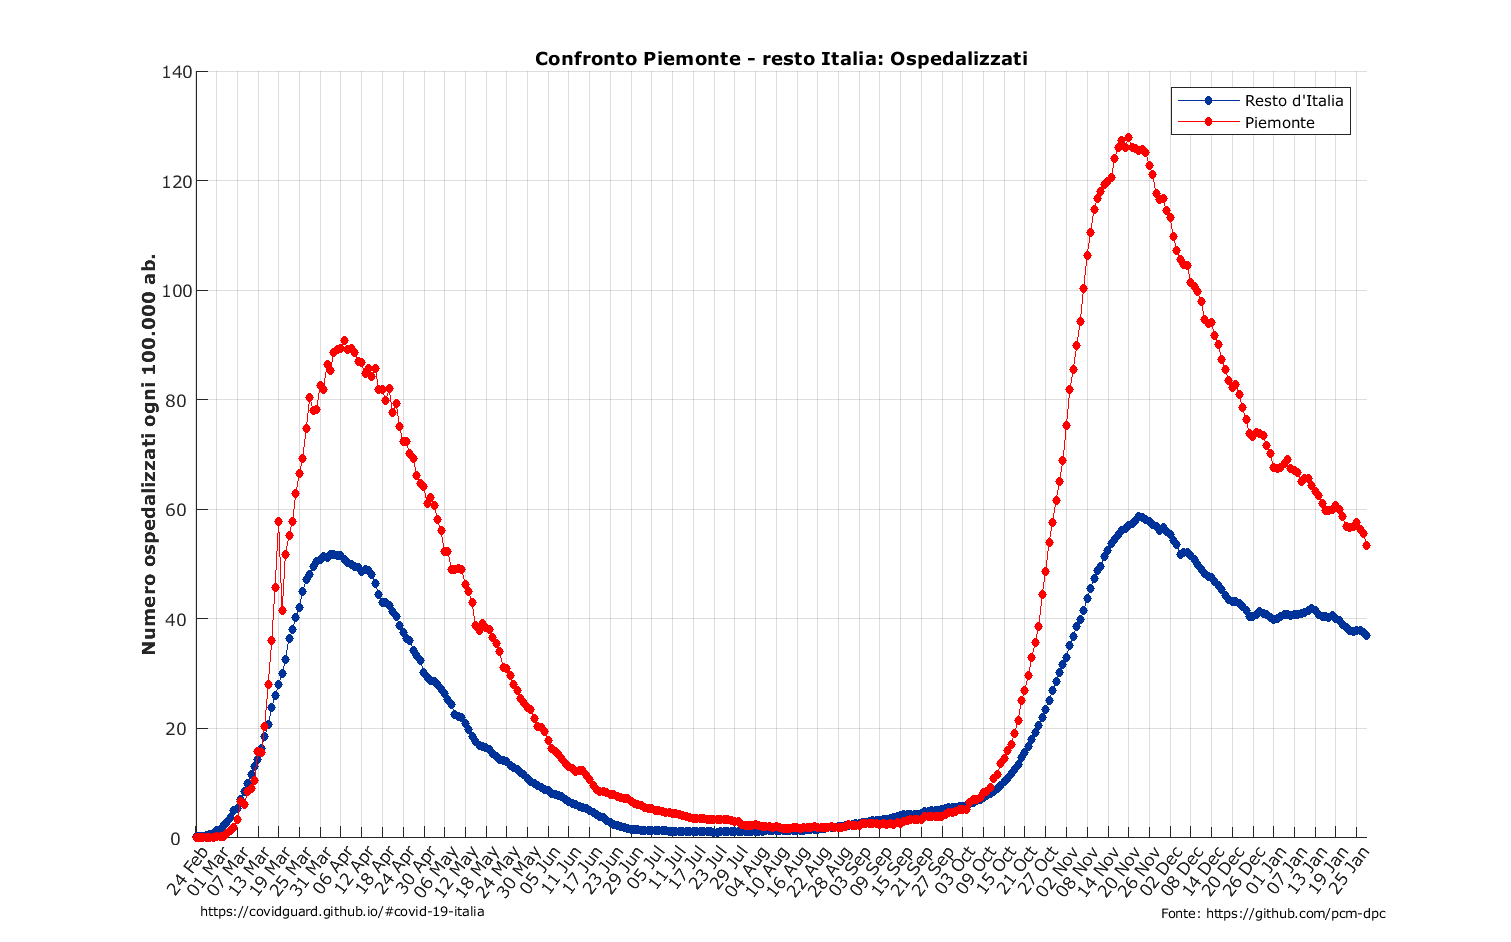 Confronto Piemonte - resto Italia: Ospedalizzati
Numero ospedalizzati ogni 100.000 ab.
140
120
100
80
60
40
20
0
Resto d'Italia
Piemonte
24 Feb
01 Mar
07 Mar
13 Mar
19 Mar
25 Mar
31 Mar
06 Apr
12 Apr
18 Apr
24 Apr
30 Apr
06 May
12 May
18 May
24 May
30 May
05 Jun
11 Jun
17 Jun
23 Jun
29 Jun
05 Jul
11 Jul
17 Jul
23 Jul
29 Jul
04 Aug
10 Aug
16 Aug
22 Aug
28 Aug
03 Sep
09 Sep
15 Sep
21 Sep
27 Sep
03 Oct
09 Oct
15 Oct
21 Oct
27 Oct
02 Nov
08 Nov
14 Nov
20 Nov
26 Nov
02 Dec
08 Dec
14 Dec
20 Dec
26 Dec
01 Jan
07 Jan
13 Jan
19 Jan
25 Jan
https://covidguard.github.io/#covid-19-italia
Fonte: https://github.com/pcm-dpc